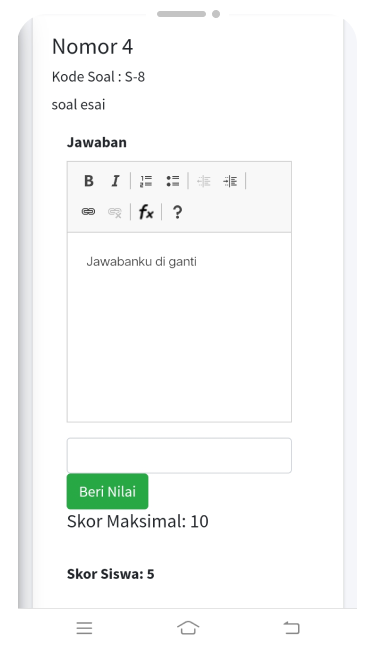 Nomor 4
Kode Soal : S-8
soal esai
Jawaban
B I
fx ?
Jawabanku di ganti
Beri Nilai
Skor Maksimal: 10
Skor Siswa: 5